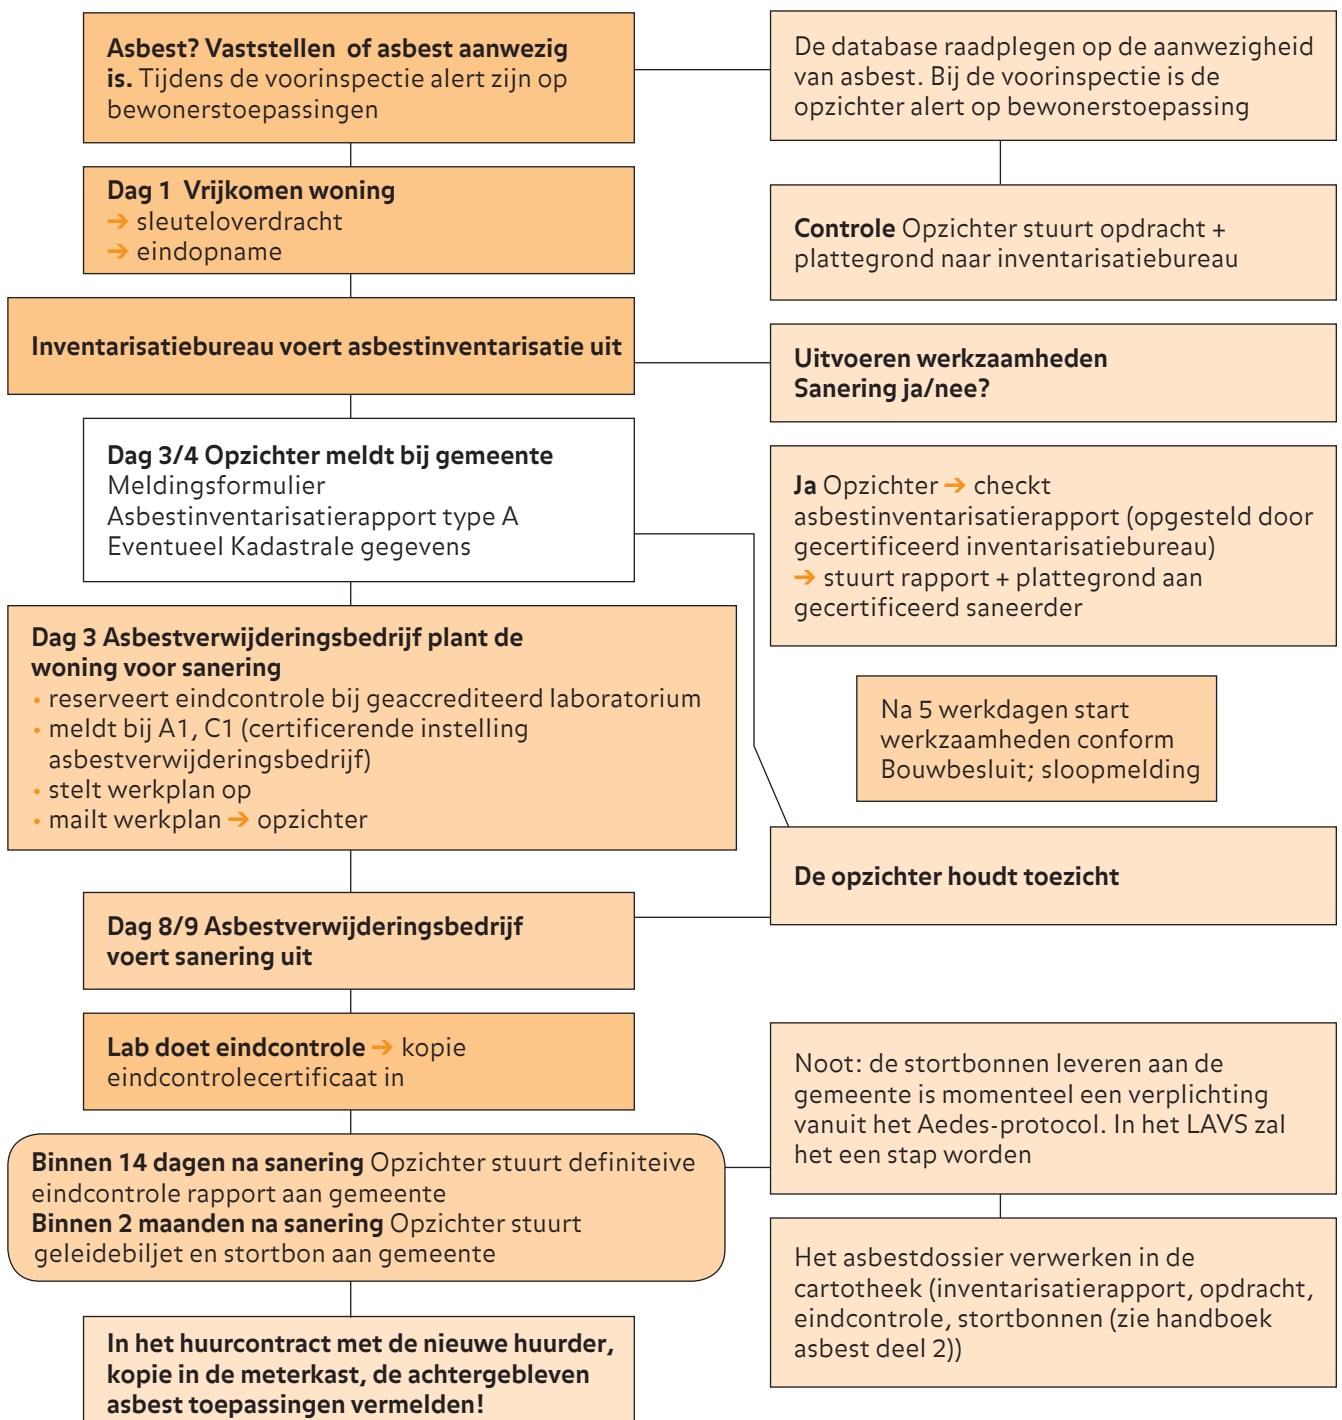 Asbest? Vaststellen of asbest aanwezig
is. Tijdens de voorinspectie alert zijn op
bewonerstoepassingen
De database raadplegen op de aanwezigheid
van asbest. Bij de voorinspectie is de
opzichter alert op bewonerstoepassing
Dag 1 Vrijkomen woning
➔ sleuteloverdracht
➔ eindopname
Controle Opzichter stuurt opdracht +
plattegrond naar inventarisatiebureau
Inventarisatiebureau voert asbestinventarisatie uit
Uitvoeren werkzaamheden
Sanering ja/nee?
Dag 3/4 Opzichter meldt bij gemeente
Meldingsformulier
Asbestinventarisatierapport type A
Eventueel Kadastrale gegevens
Ja Opzichter ➔ checkt
asbestinventarisatierapport (opgesteld door
gecertificeerd inventarisatiebureau)
➔ stuurt rapport + plattegrond aan
gecertificeerd saneerder
Dag 3 Asbestverwijderingsbedrijf plant de
woning voor sanering
• reserveert eindcontrole bij geaccrediteerd laboratorium
• meldt bij A1, C1 (certificerende instelling
asbestverwijderingsbedrijf)
• stelt werkplan op
• mailt werkplan ➔ opzichter
Na 5 werkdagen start
werkzaamheden conform
Bouwbesluit; sloopmelding
De opzichter houdt toezicht
Dag 8/9 Asbestverwijderingsbedrijf
voert sanering uit
Lab doet eindcontrole ➔ kopie
eindcontrolecertificaat in
Noot: de stortbonnen leveren aan de
gemeente is momenteel een verplichting
vanuit het Aedes-protocol. In het LAVS zal
het een stap worden
Binnen 14 dagen na sanering Opzichter stuurt definiteive
eindcontrole rapport aan gemeente
Binnen 2 maanden na sanering Opzichter stuurt
geleidebiljet en stortbon aan gemeente
Het asbestdossier verwerken in de
cartotheek (inventarisatierapport, opdracht,
eindcontrole, stortbonnen (zie handboek
asbest deel 2))
In het huurcontract met de nieuwe huurder,
kopie in de meterkast, de achtergebleven
asbest toepassingen vermelden!